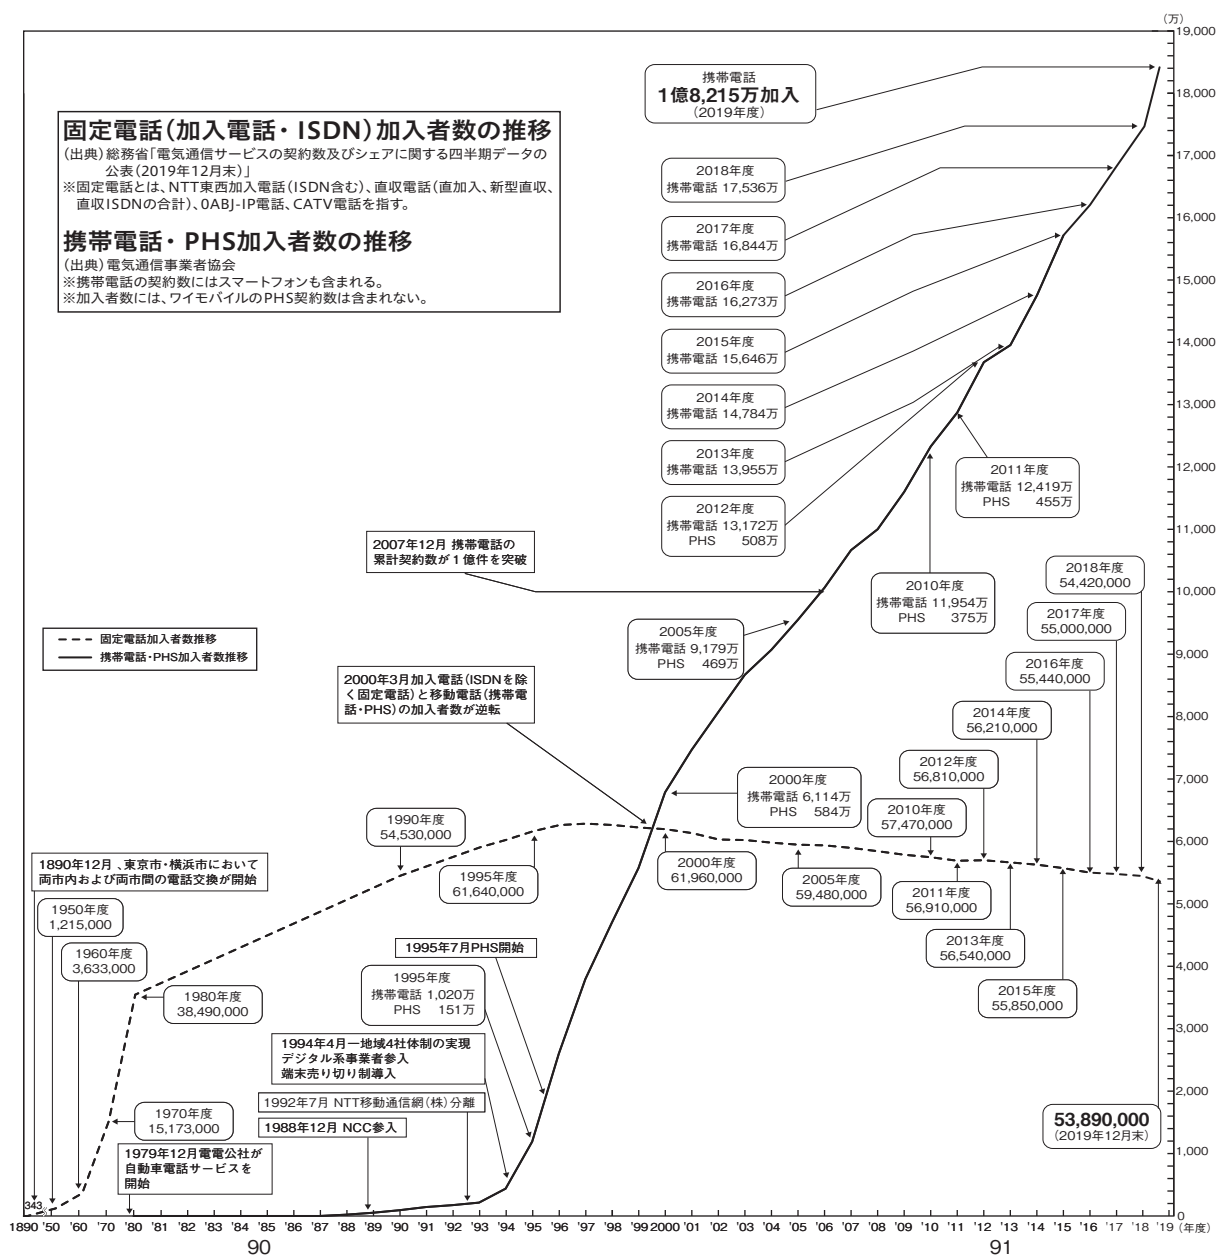 (万)
19,000
18,000
17,000
16,000
15,000
14,000
13,000
12,000
11,000
10,000
9,000
8,000
7,000
6,000
5,000
4,000
3,000
2,000
1,000
0
固定電話(加入電話・ISDN)加入者数の推移
(出典)総務省「電気通信サービスの契約数及びシェアに関する四半期データの
公表(2019年12月末)」
※固定電話とは、NTT東西加入電話(ISDN含む)、直収電話(直加入、新型直収、
直収ISDNの合計)、0ABJ-IP電話、CATV電話を指す。
携帯電話・PHS加入者数の推移
(出典)電気通信事業者協会
※携帯電話の契約数にはスマートフォンも含まれる。
※加入者数には、ワイモバイルのPHS契約数は含まれない。
携帯電話
1億8,215万加入
(2019年度)
2018年度
携帯電話 17,536万
2017年度
携帯電話 16,844万
2016年度
携帯電話 16,273万
2015年度
携帯電話 15,646万
2014年度
携帯電話 14,784万
2013年度
携帯電話 13,955万
2012年度
携帯電話 13,172万
PHS 508万
2011年度
携帯電話 12,419万
PHS 455万
2010年度
携帯電話 11,954万
PHS 375万
2007年12月 携帯電話の
累計契約数が1億件を突破
2005年度
携帯電話 9,179万
PHS 469万
固定電話加入者数推移
携帯電話・PHS加入者数推移
2000年3月加入電話(ISDNを除
く固定電話)と移動電話(携帯電
話・PHS)の加入者数が逆転
2000年度
携帯電話 6,114万
PHS 584万
2018年度
54,420,000
2017年度
55,000,000
2016年度
55,440,000
2014年度
56,210,000
2012年度
56,810,000
2010年度
57,470,000
1990年度
54,530,000
1995年度
61,640,000
2000年度
61,960,000
2005年度
59,480,000
2011年度
56,910,000
2013年度
56,540,000
2015年度
55,850,000
53,890,000
(2019年12月末)
1890年12月、東京市・横浜市において
両市内および両市間の電話交換が開始
1950年度
1,215,000
1960年度
3,633,000
1980年度
38,490,000
1970年度
15,173,000
1995年7月PHS開始
1995年度
携帯電話 1,020万
PHS 151万
1994年4月一地域4社体制の実現
デジタル系事業者参入
端末売り切り制導入
1992年7月 NTT移動通信網(株)分離
1988年12月 NCC参入
1979年12月電電公社が
自動車電話サービスを
開始
343
1890 '50 '60 '70 '80 '81 '82 '83 '84 '85 '86 '87 '88 '89 '90 '91 '92 '93 '94 '95 '96 '97 '98 '99 2000 '01 '02 '03 '04 '05 '06 '07 '08 '09 '10 '11 '12 '13 '14 '15 '16 '17 '18 '19 (年度)
90
91